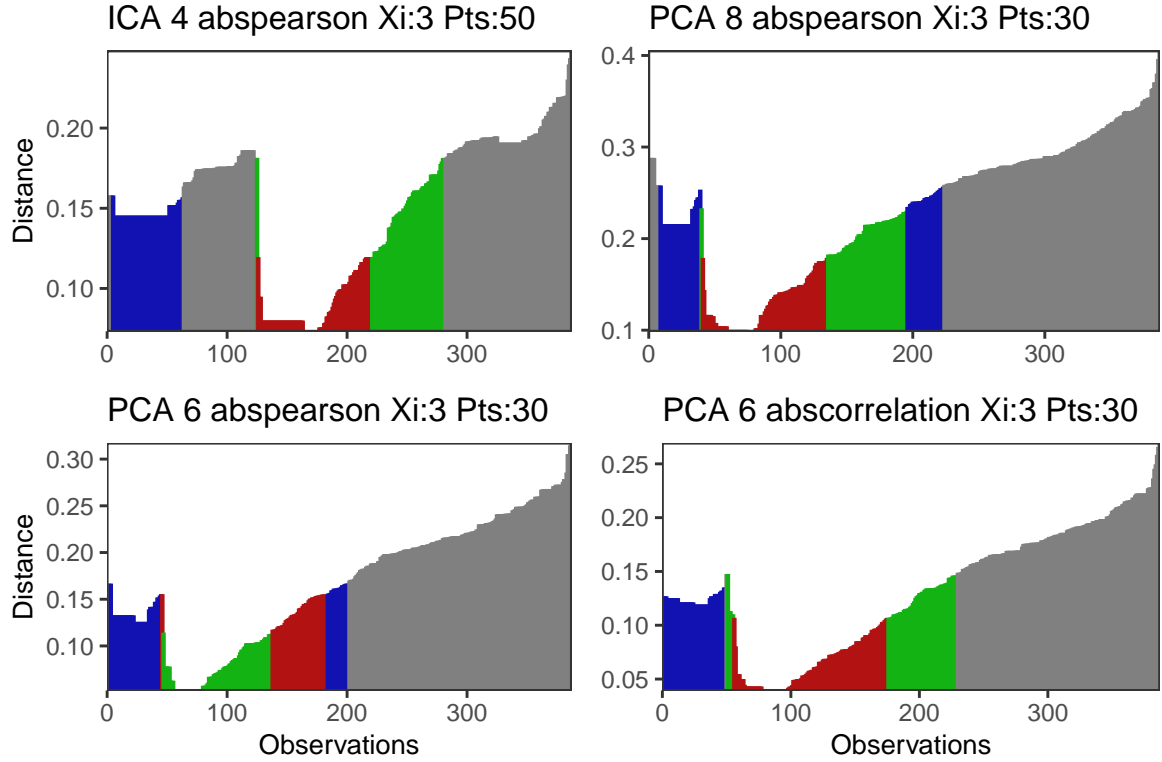 ICA 4 abspearson Xi:3 Pts:50
Distance
0.20
0.15
0.10
0 100 200 300
PCA 8 abspearson Xi:3 Pts:30
0.4
0.3
0.2
0.1
0 100 200 300
PCA 6 abspearson Xi:3 Pts:30
Distance
0.30
0.25
0.20
0.15
0.10
0 100 200 300
Observations
PCA 6 abscorrelation Xi:3 Pts:30
0.25
0.20
0.15
0.10
0.05
0 100 200 300
Observations